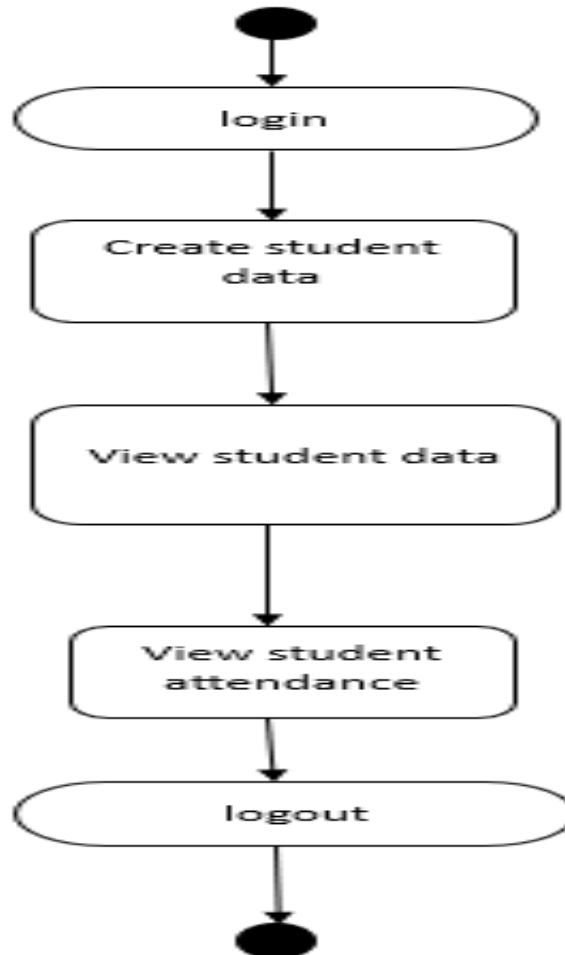 login
Create student
data
View student data
View student
attendance
logout